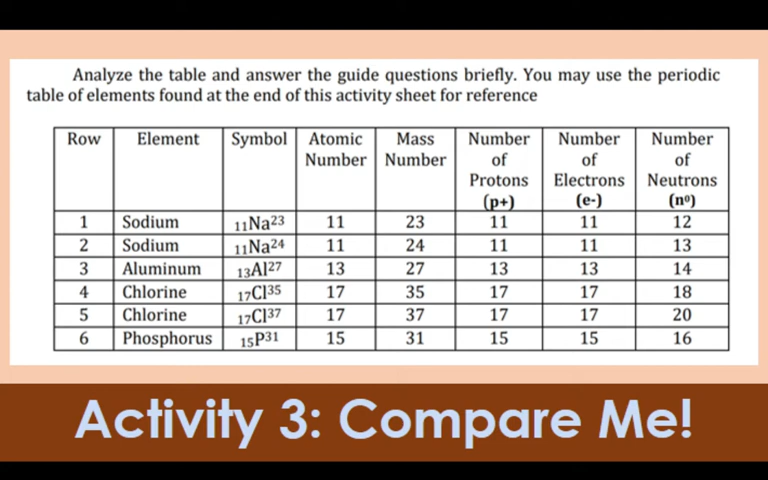 Analyze the table and answer the guide questions briefly. You may use the periodic
table of elements found at the end of this activity sheet for reference
Row Element Symbol Atomic Number Mass Number Number of Protons (p+) Number of Electrons (e-) Number of Neutrons (n⁰)
1 Sodium ₁₁Na²³ 11 23 11 11 12
2 Sodium ₁₁Na²⁴ 11 24 11 11 13
3 Aluminum ₁₃Al²⁷ 13 27 13 13 14
4 Chlorine ₁₇Cl³⁵ 17 35 17 17 18
5 Chlorine ₁₇Cl³⁷ 17 37 17 17 20
6 Phosphorus ₁₅P³¹ 15 31 15 15 16
Activity 3: Compare Me!